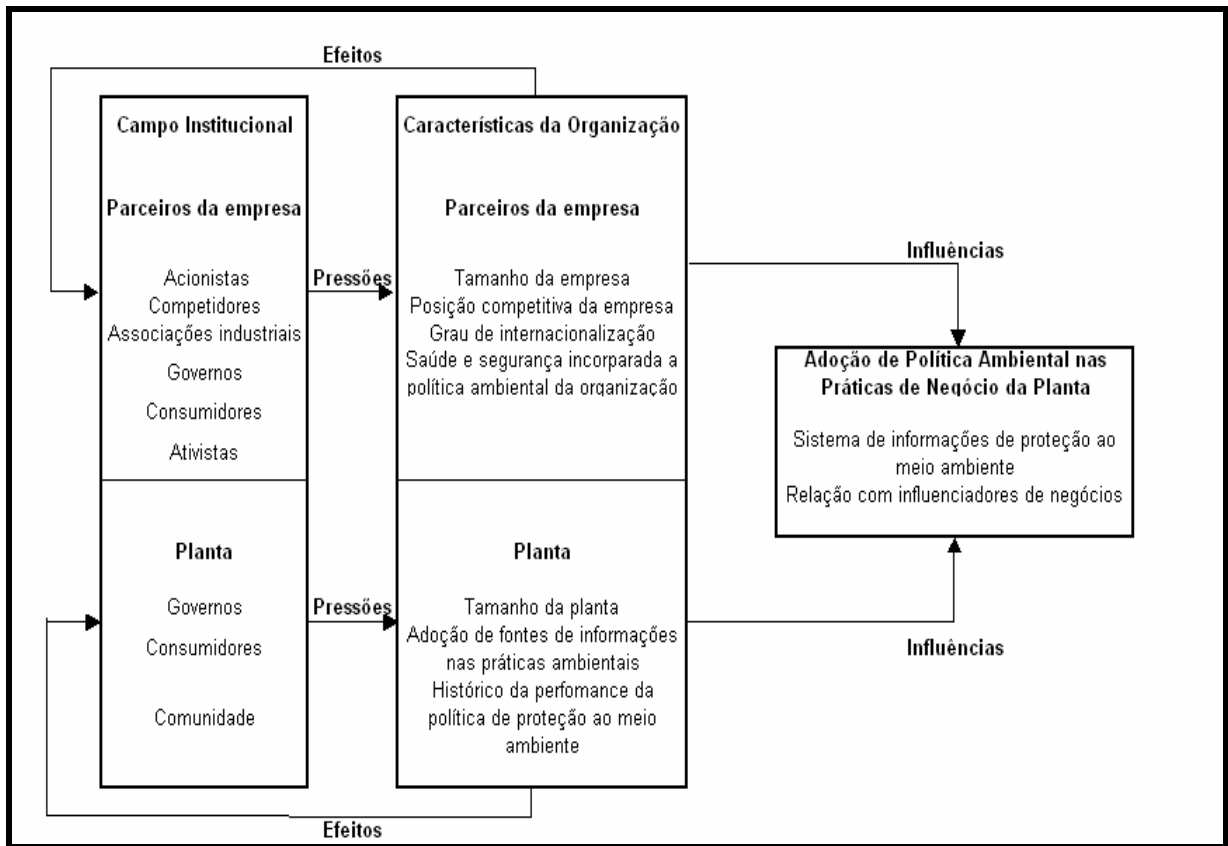 Efeitos
Campo Institucional
Parceiros da empresa
Acionistas
Competidores
Associações industriais
Governos
Consumidores
Ativistas
Planta
Governos
Consumidores
Comunidade
Pressões
Pressões
Características da Organização
Parceiros da empresa
Tamanho da empresa
Posição competitiva da empresa
Grau de internacionalização
Saúde e segurança incorparada a
política ambiental da organização
Planta
Tamanho da planta
Adoção de fontes de informações
nas práticas ambientais
Histórico da perfomance da
política de proteção ao meio
ambiente
Influências
Adoção de Política Ambiental nas
Práticas de Negócio da Planta
Sistema de informações de proteção ao
meio ambiente
Relação com influenciadores de negócios
Influências
Efeitos